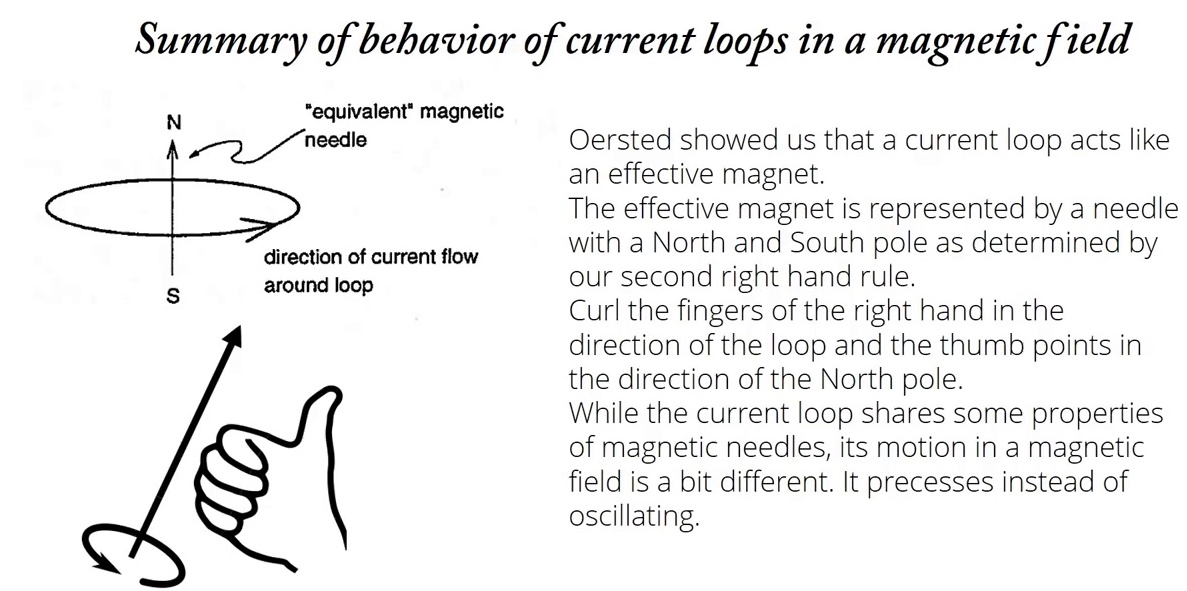 Summary of behavior of current loops in a magnetic field
N
"equivalent" magnetic
needle
direction of current flow
around loop
S
Oersted showed us that a current loop acts like
an effective magnet.
The effective magnet is represented by a needle
with a North and South pole as determined by
our second right hand rule.
Curl the fingers of the right hand in the
direction of the loop and the thumb points in
the direction of the North pole.
While the current loop shares some properties
of magnetic needles, its motion in a magnetic
field is a bit different. It precesses instead of
oscillating.